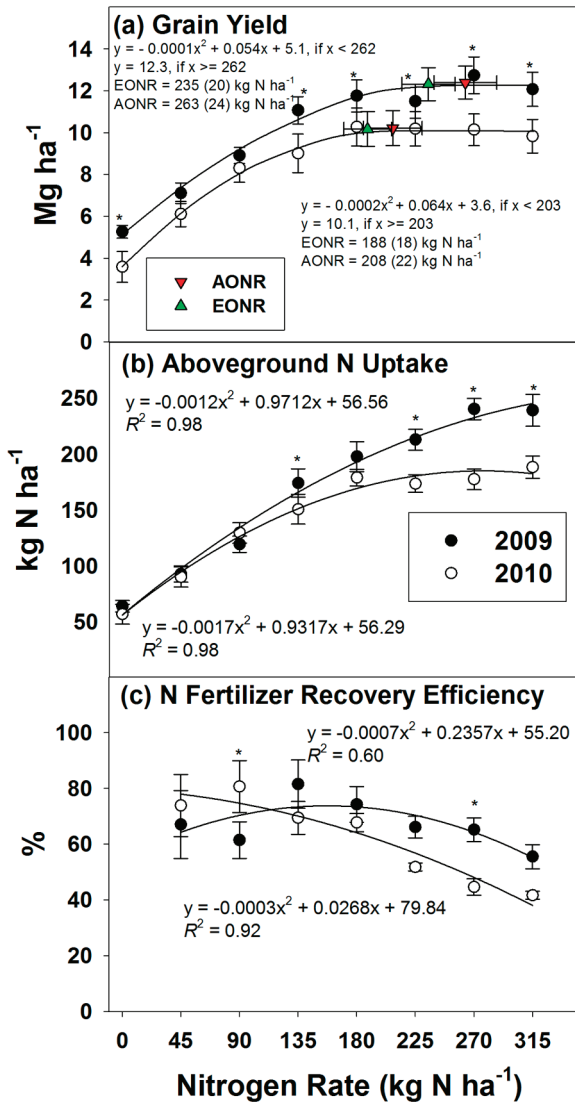 (a) Grain Yield
y = - 0.0001x² + 0.054x + 5.1, if x < 262
y = 12.3, if x >= 262
EONR = 235 (20) kg N ha⁻¹
AONR = 263 (24) kg N ha⁻¹
* * * * * * *
14
12
10
8
6
4
2
0
Mg ha⁻¹
y = - 0.0002x² + 0.064x + 3.6, if x < 203
y = 10.1, if x >= 203
EONR = 188 (18) kg N ha⁻¹
AONR = 208 (22) kg N ha⁻¹
AONR
EONR
(b) Aboveground N Uptake
y = -0.0012x² + 0.9712x + 56.56
R² = 0.98
* * * *
250
200
150
100
50
kg N ha⁻¹
2009
2010
y = -0.0017x² + 0.9317x + 56.29
R² = 0.98
(c) N Fertilizer Recovery Efficiency
y = -0.0007x² + 0.2357x + 55.20
R² = 0.60
* *
100
80
60
40
20
0
%
y = -0.0003x² + 0.0268x + 79.84
R² = 0.92
0 45 90 135 180 225 270 315
Nitrogen Rate (kg N ha⁻¹)